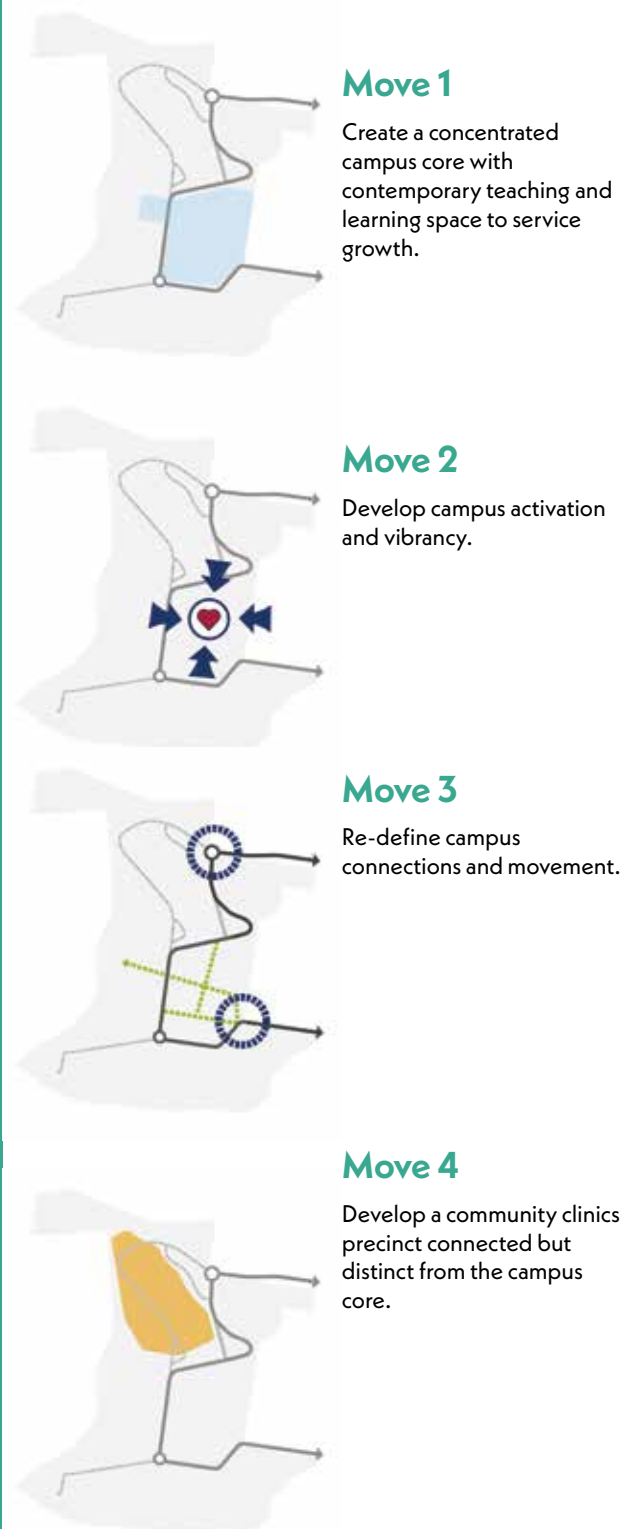 Move 1
Create a concentrated
campus core with
contemporary teaching and
learning space to service
growth.
Move 2
Develop campus activation
and vibrancy.
Move 3
Re-define campus
connections and movement.
Move 4
Develop a community clinics
precinct connected but
distinct from the campus
core.